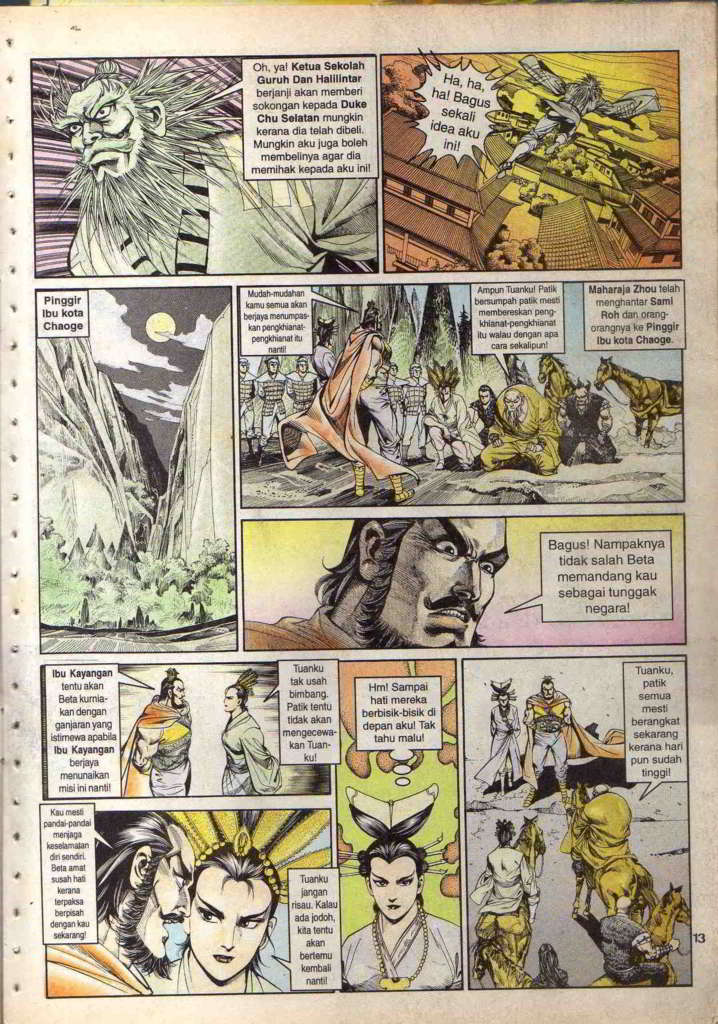 Oh, ya! Ketua Sekolah
Guruh Dan Halilintar
berjanji akan memberi
sokongan kepada Duke
Chu Selatan mungkin
kerana dia telah dibeli.
Mungkin aku juga boleh
membelinya agar dia
memihak kepada aku ini!
Ha, ha,
ha! Bagus
sekali
idea aku
ini!
Pinggir
Ibu kota
Chaoge
Mudah-mudahan
kamu semua akan
berjaya menumpas-
kan pengkhianat-
pengkhianat itu
nanti!
Ampun Tuanku! Patik
bersumpah patik mesti
membereskan peng-
khianat-pengkhianat
itu walau dengan apa
cara sekalipun!
Maharaja Zhou telah
menghantar Sami
Roh dan orang-
orangnya ke Pinggir
Ibu kota Chaoge.
Bagus! Nampaknya
tidak salah Beta
memandang kau
sebagai tunggak
negara!
Ibu Kayangan
tentu akan
Beta kurnia-
kan dengan
ganjaran yang
istimewa apabila
Ibu Kayangan
berjaya
menunaikan
misi ini nanti!
Tuanku
tak usah
bimbang.
Patik tentu
tidak akan
mengecewa-
kan Tuan-
ku!
Hm! Sampai
hati mereka
berbisik-bisik di
depan aku! Tak
tahu malu!
Tuanku,
patik
semua
mesti
berangkat
sekarang
kerana hari
pun sudah
tinggi!
Kau mesti
pandai-pandai
menjaga
keselamatan
diri sendiri.
Beta amat
susah hati
kerana
terpaksa
berpisah
dengan kau
sekarang!
Tuanku
jangan
risau. Kalau
ada jodoh,
kita tentu
akan
bertemu
kembali
nanti!
13